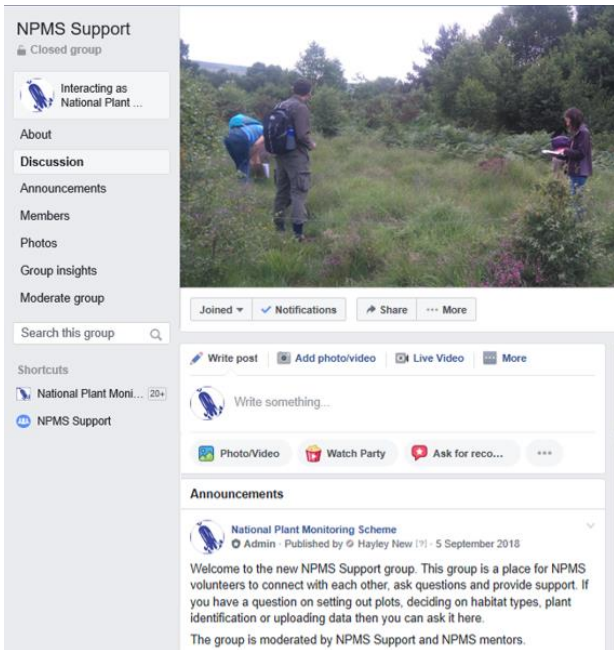 NPMS Support
Closed group
Interacting as
National Plant ...
About
Discussion
Announcements
Members
Photos
Group insights
Moderate group
Search this group
Shortcuts
National Plant Moni... 20+
NPMS Support
Joined Notifications Share ... More
Write post Add photo/video Live Video More
Write something...
Photo/Video Watch Party Ask for reco... ...
Announcements
National Plant Monitoring Scheme
Admin · Published by Hayley New [?] · 5 September 2018
Welcome to the new NPMS Support group. This group is a place for NPMS
volunteers to connect with each other, ask questions and provide support. If
you have a question on setting out plots, deciding on habitat types, plant
identification or uploading data then you can ask it here.
The group is moderated by NPMS Support and NPMS mentors.